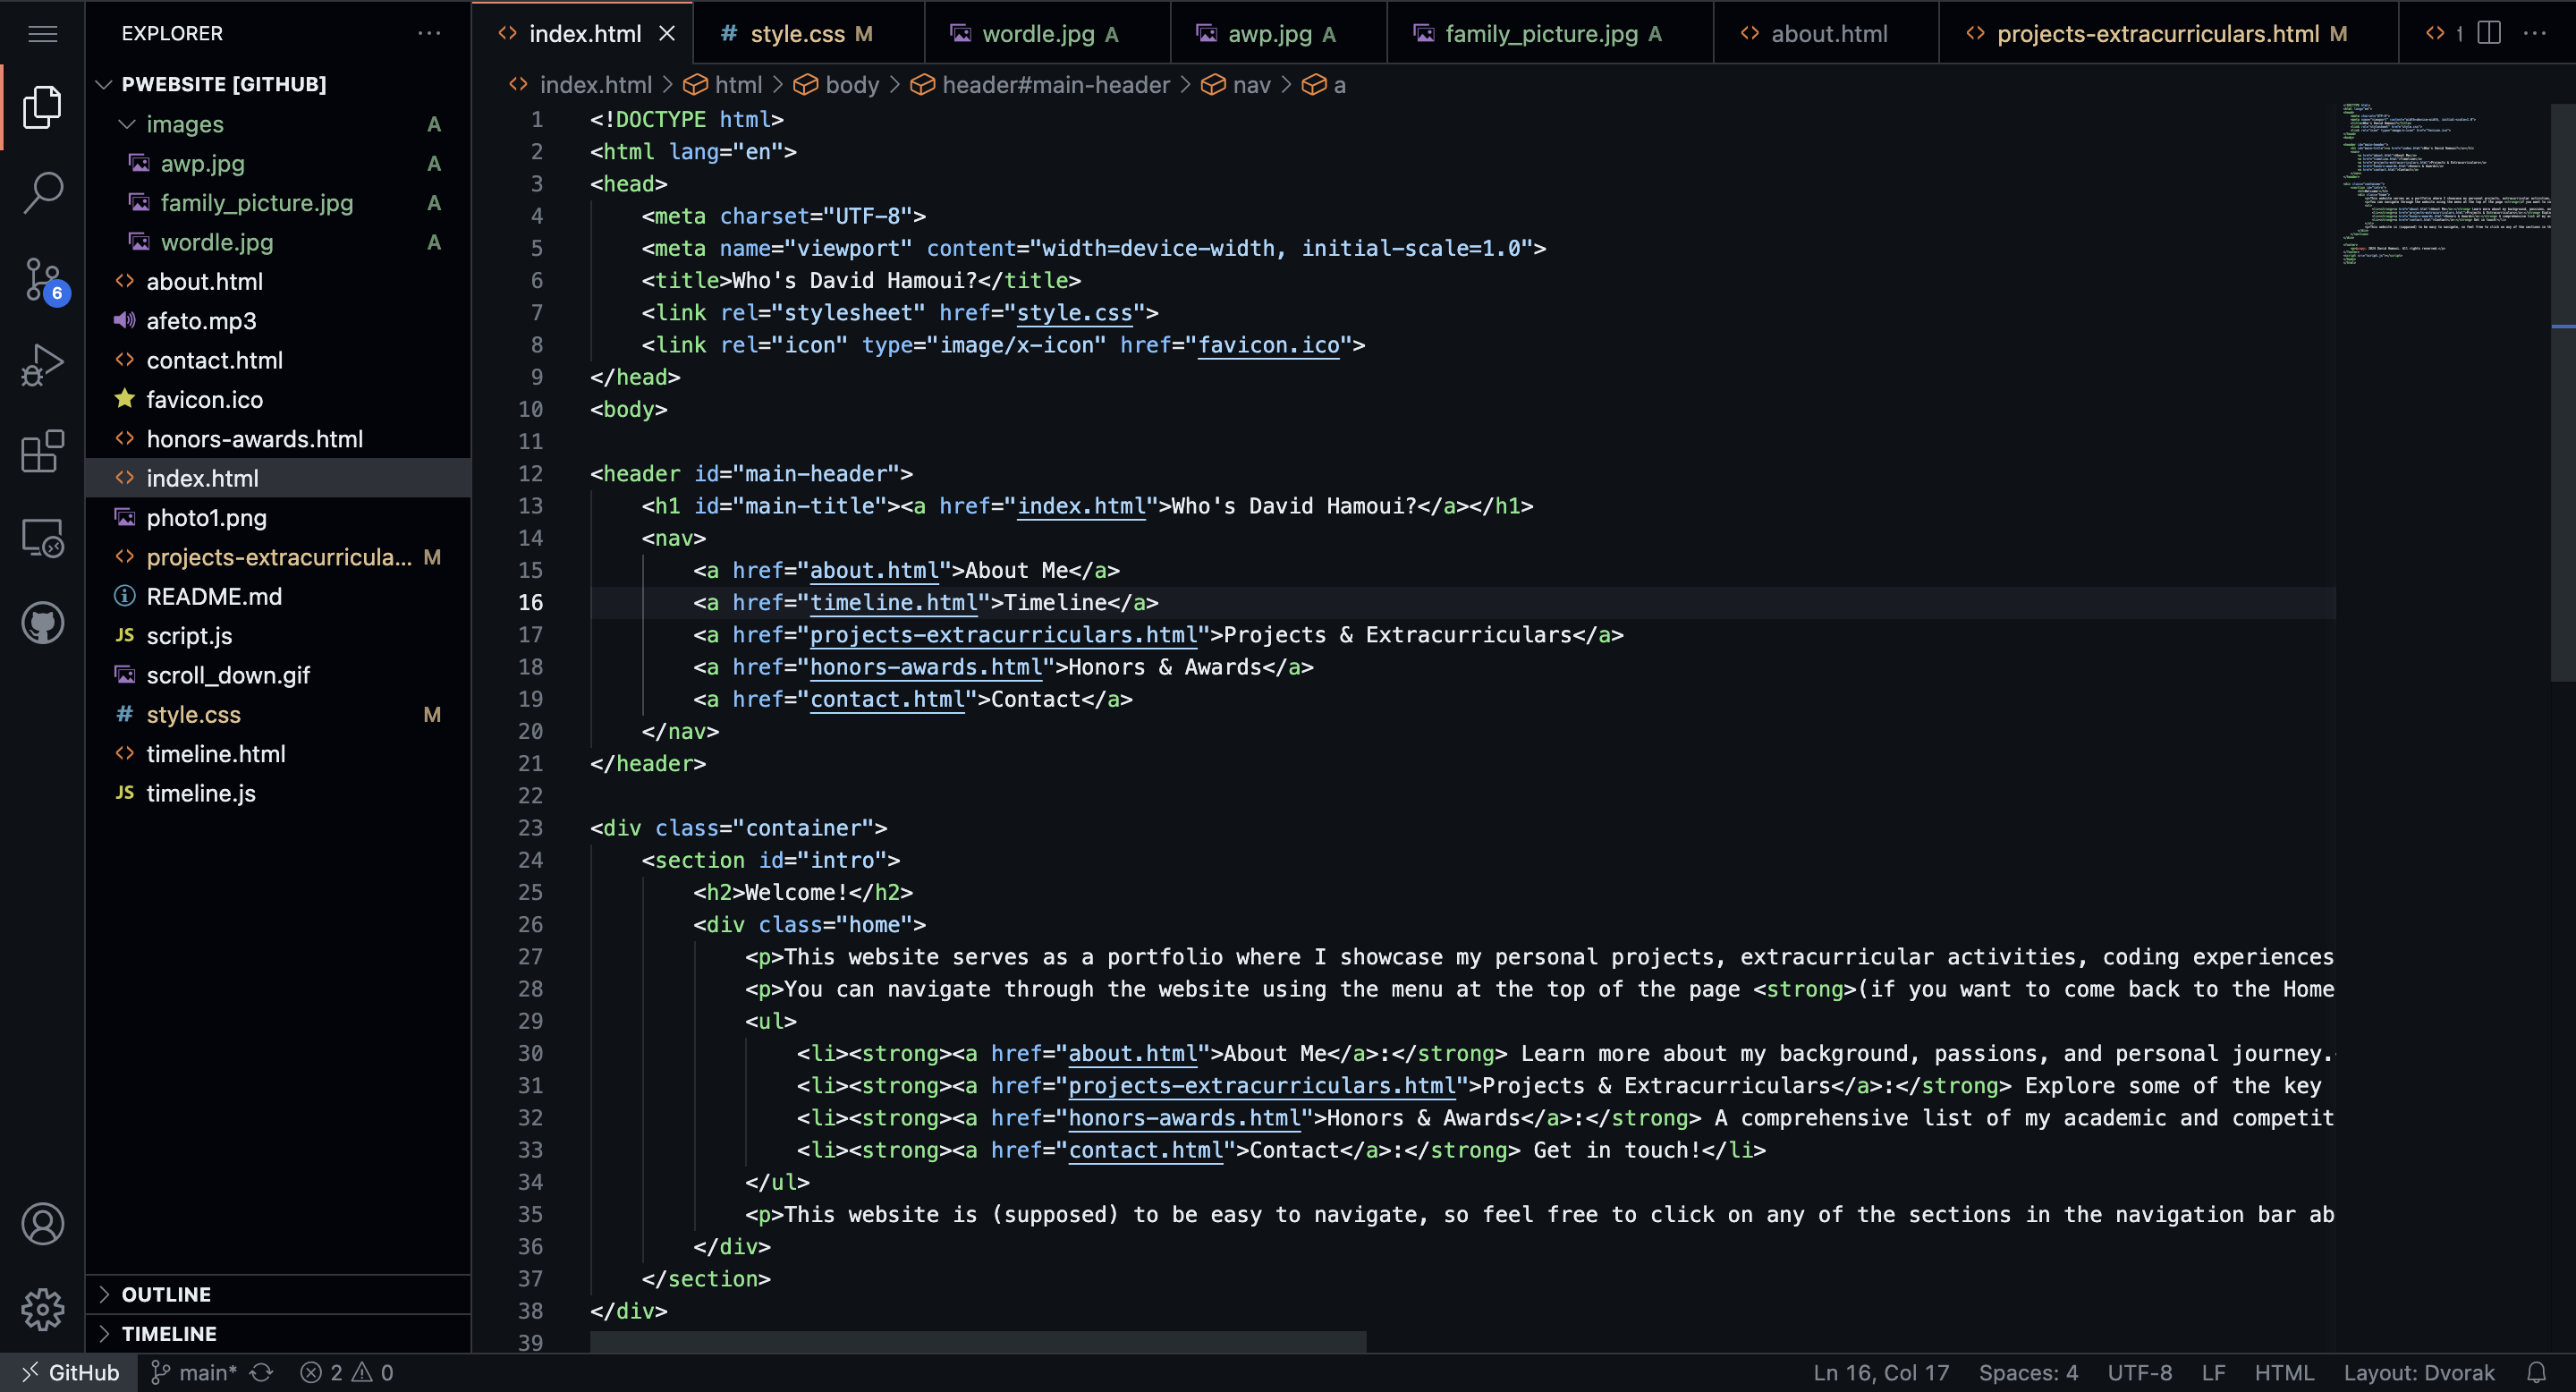 EXPLORER
PWEBSITE [GITHUB]
images A
awp.jpg A
family_picture.jpg A
wordle.jpg A
about.html
afeto.mp3
contact.html
favicon.ico
honors-awards.html
index.html
photo1.png
projects-extracurricula... M
README.md
JS script.js
scroll_down.gif
# style.css M
timeline.html
JS timeline.js
OUTLINE
TIMELINE
6
index.html
# style.css M
wordle.jpg A
awp.jpg A
family_picture.jpg A
about.html
projects-extracurriculars.html M
index.html > html > body > header#main-header > nav > a
1 <!DOCTYPE html>
2 <html lang="en">
3 <head>
4 <meta charset="UTF-8">
5 <meta name="viewport" content="width=device-width, initial-scale=1.0">
6 <title>Who's David Hamoui?</title>
7 <link rel="stylesheet" href="style.css">
8 <link rel="icon" type="image/x-icon" href="favicon.ico">
9 </head>
10 <body>
11
12 <header id="main-header">
13 <h1 id="main-title"><a href="index.html">Who's David Hamoui?</a></h1>
14 <nav>
15 <a href="about.html">About Me</a>
16 <a href="timeline.html">Timeline</a>
17 <a href="projects-extracurriculars.html">Projects & Extracurriculars</a>
18 <a href="honors-awards.html">Honors & Awards</a>
19 <a href="contact.html">Contact</a>
20 </nav>
21 </header>
22
23 <div class="container">
24 <section id="intro">
25 <h2>Welcome!</h2>
26 <div class="home">
27 <p>This website serves as a portfolio where I showcase my personal projects, extracurricular activities, coding experiences
28 <p>You can navigate through the website using the menu at the top of the page <strong>(if you want to come back to the Home
29 <ul>
30 <li><strong><a href="about.html">About Me</a>:</strong> Learn more about my background, passions, and personal journey.
31 <li><strong><a href="projects-extracurriculars.html">Projects & Extracurriculars</a>:</strong> Explore some of the key
32 <li><strong><a href="honors-awards.html">Honors & Awards</a>:</strong> A comprehensive list of my academic and competit
33 <li><strong><a href="contact.html">Contact</a>:</strong> Get in touch!</li>
34 </ul>
35 <p>This website is (supposed) to be easy to navigate, so feel free to click on any of the sections in the navigation bar ab
36 </div>
37 </section>
38 </div>
39
GitHub main* 2 0 Ln 16, Col 17 Spaces: 4 UTF-8 LF HTML Layout: Dvorak